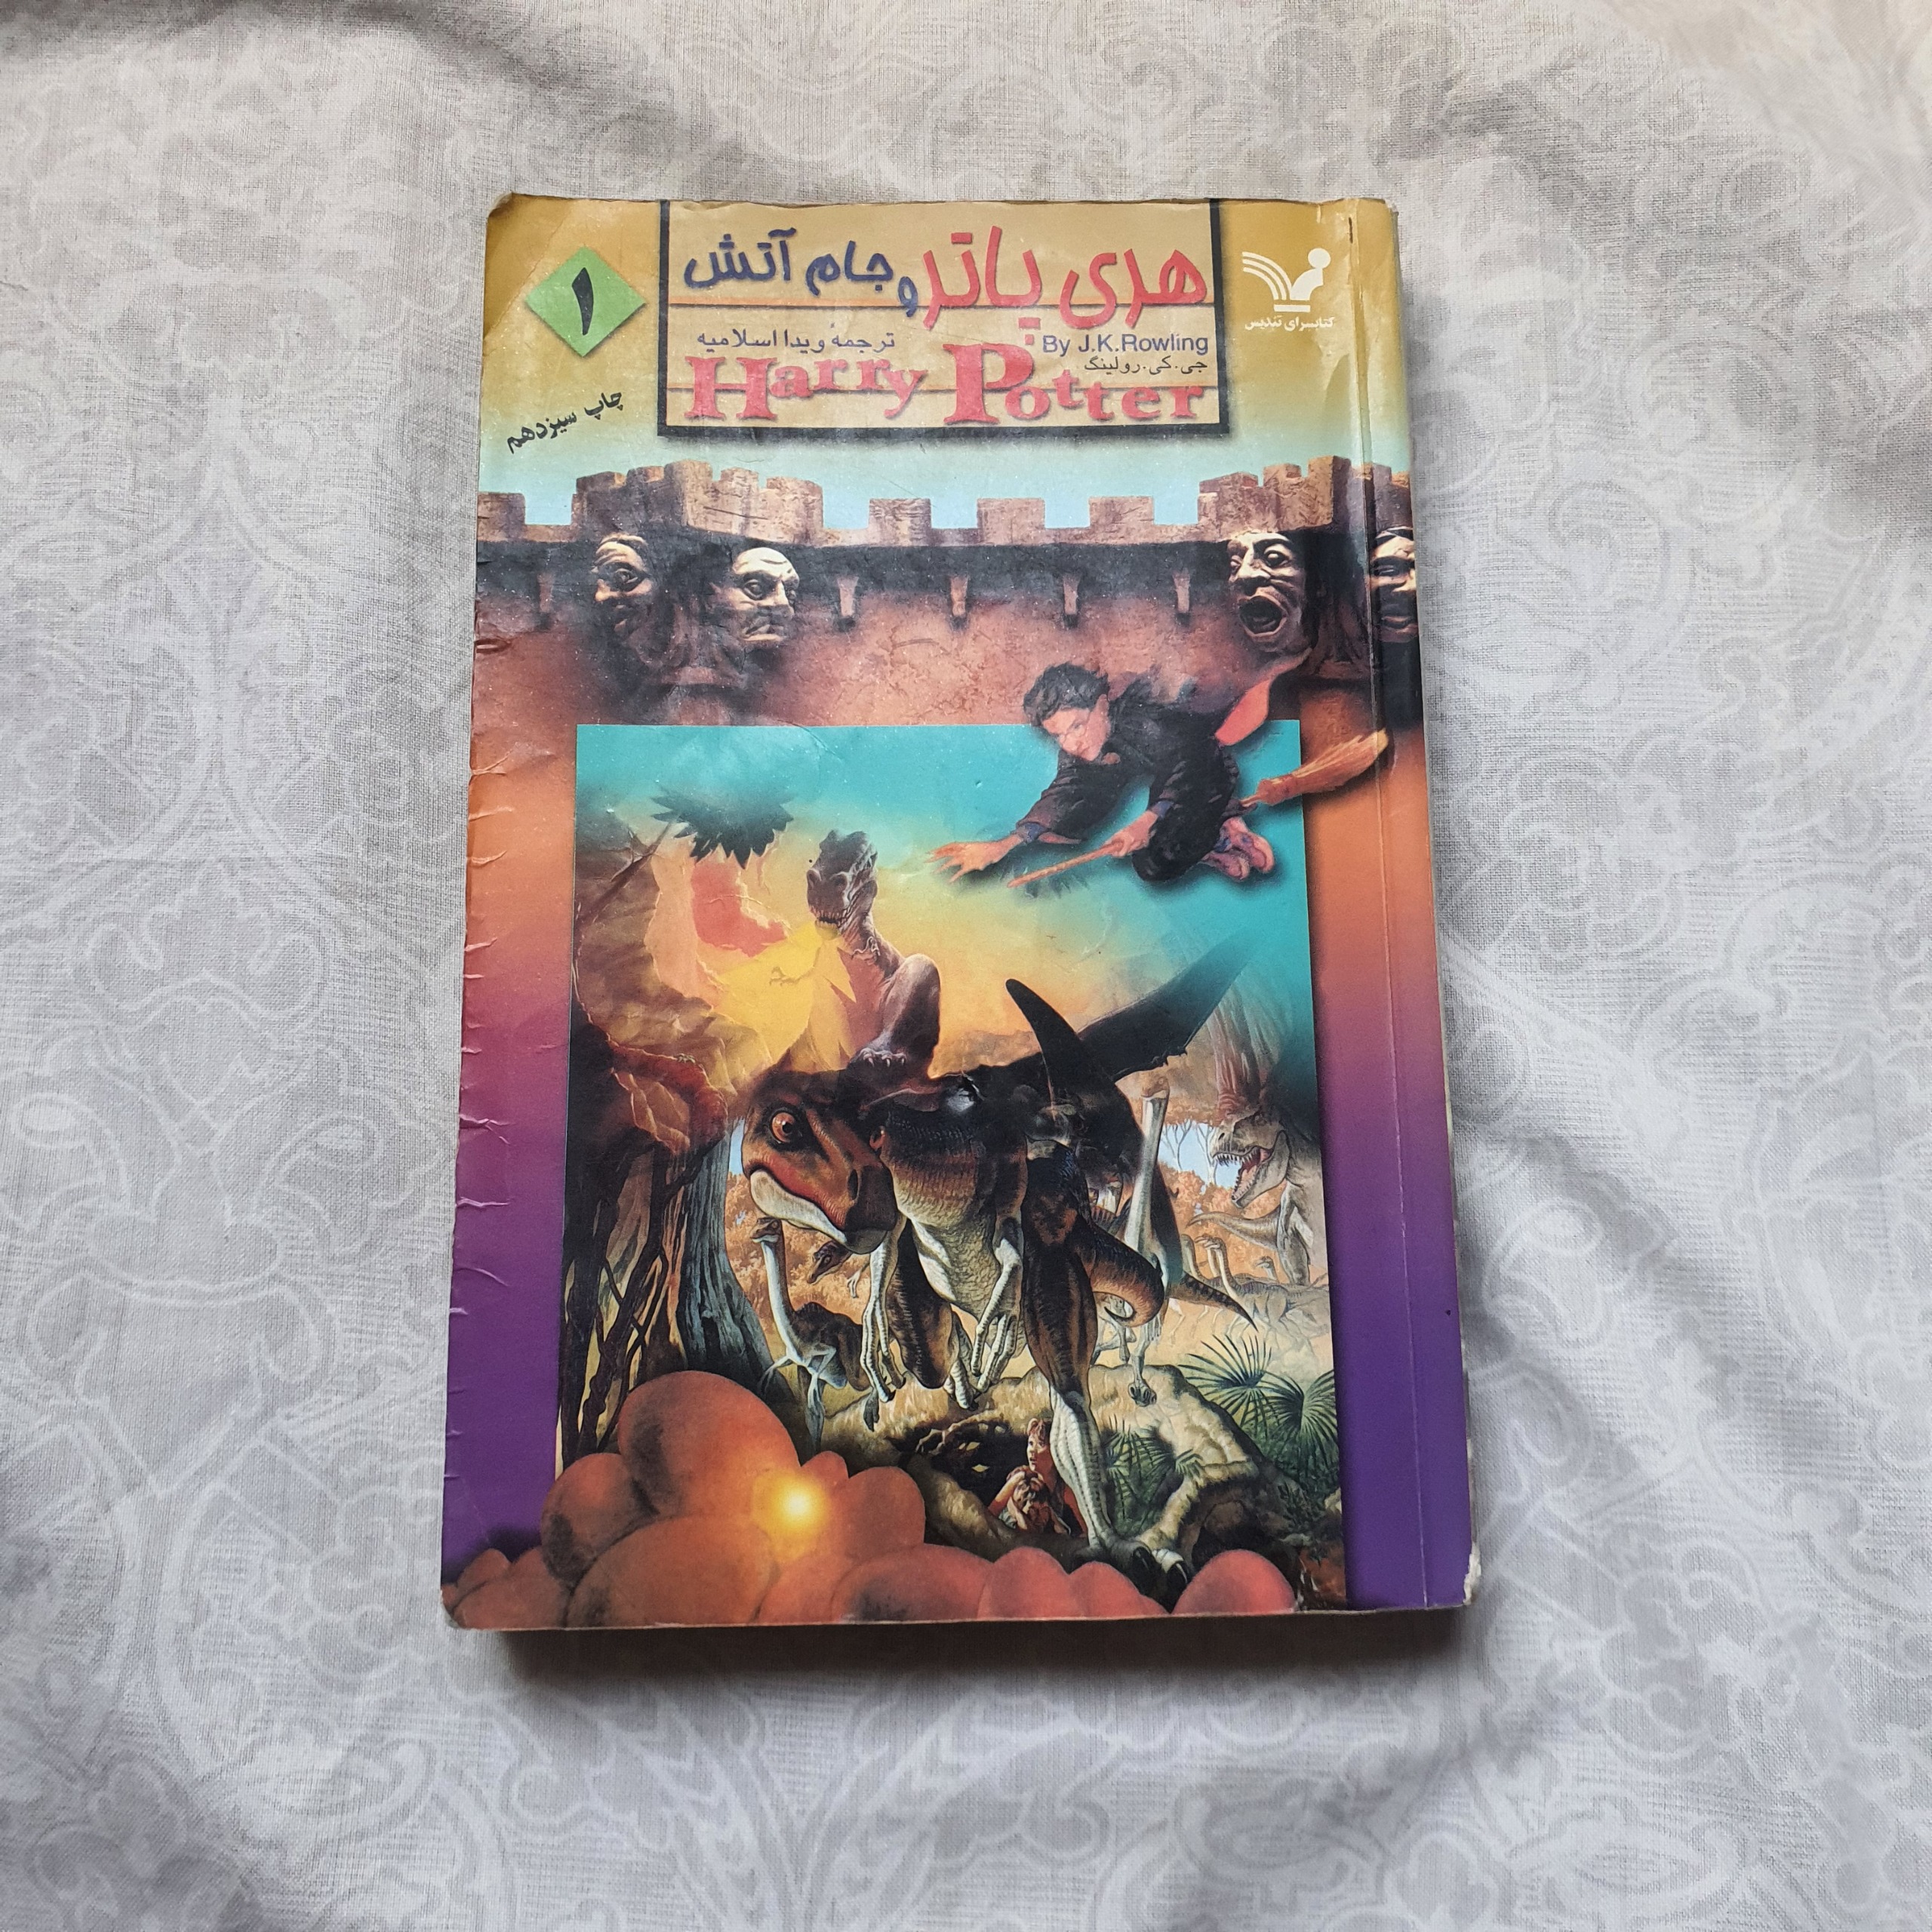 هری پاتر و جام آتش
By J.K.Rowling
جی.کی.رولینگ
ترجمهٔ ویدا اسلامیه
Harry Potter
کتابسرای تندیس
۱
چاپ سیزدهم